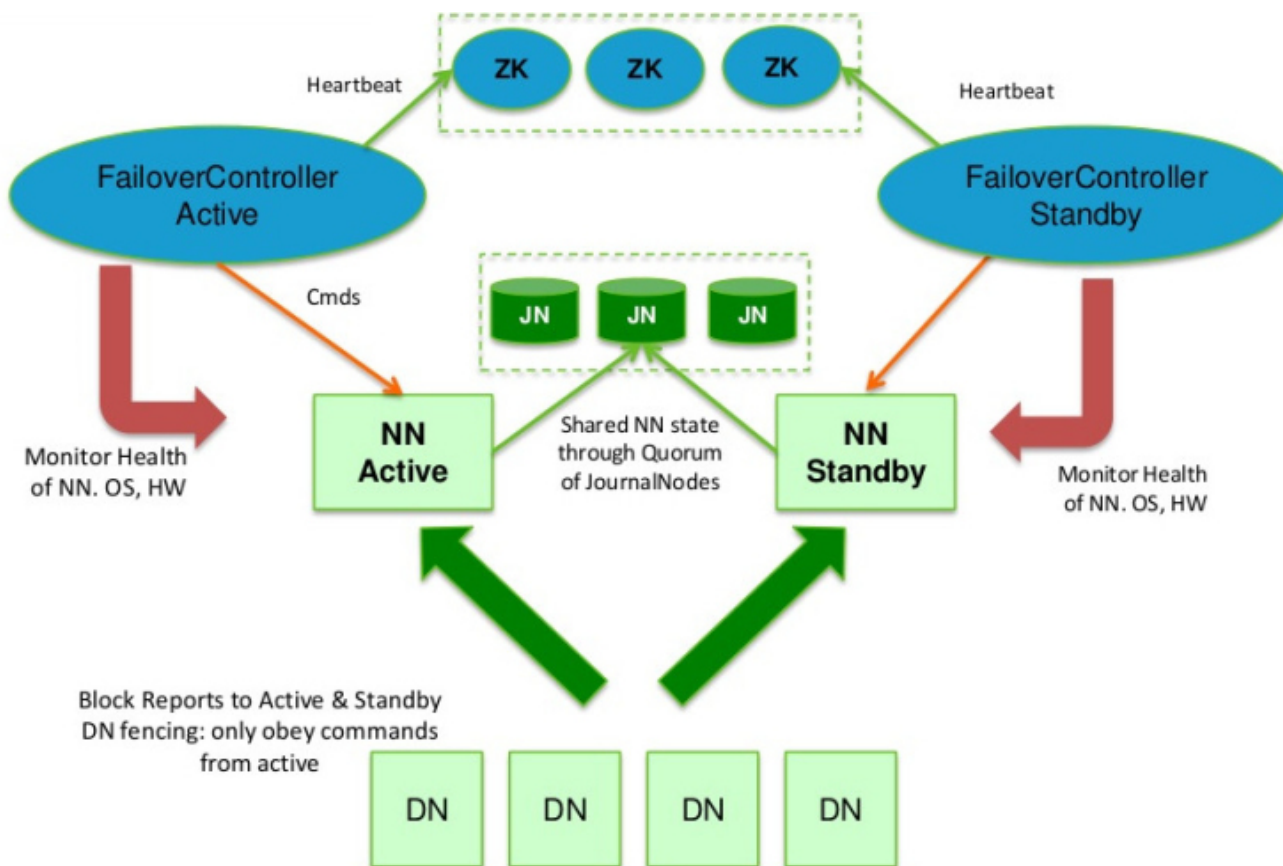 ZK
ZK
ZK
Heartbeat
Heartbeat
FailoverController
Active
FailoverController
Standby
Cmds
JN
JN
JN
Monitor Health
of NN. OS, HW
NN
Active
Shared NN state
through Quorum
of JournalNodes
NN
Standby
Monitor Health
of NN. OS, HW
Block Reports to Active & Standby
DN fencing: only obey commands
from active
DN
DN
DN
DN